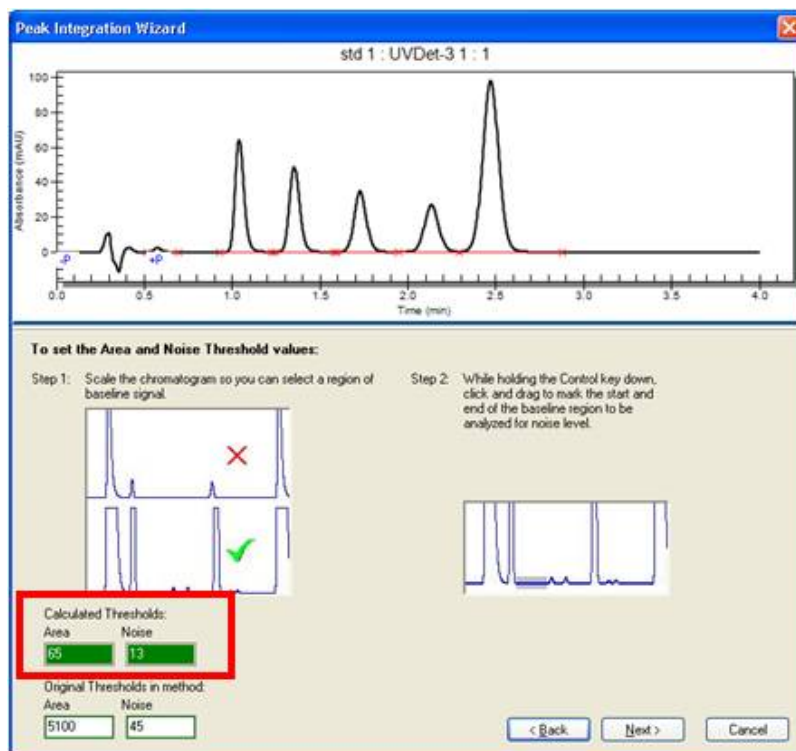 Peak Integration Wizard
std 1 : UVDet-3 1 : 1
Absorbance (mAU)
100
80
60
40
20
0
-P
+P
0.0 0.5 1.0 1.5 2.0 2.5 3.0 3.5 4.0
Time (min)
To set the Area and Noise Threshold values:
Step 1: Scale the chromatogram so you can select a region of
baseline signal.
Step 2: While holding the Control key down,
click and drag to mark the start and
end of the baseline region to be
analyzed for noise level.
Calculated Thresholds:
Area Noise
65 13
Original Thresholds in method:
Area Noise
5100 45
< Back Next > Cancel